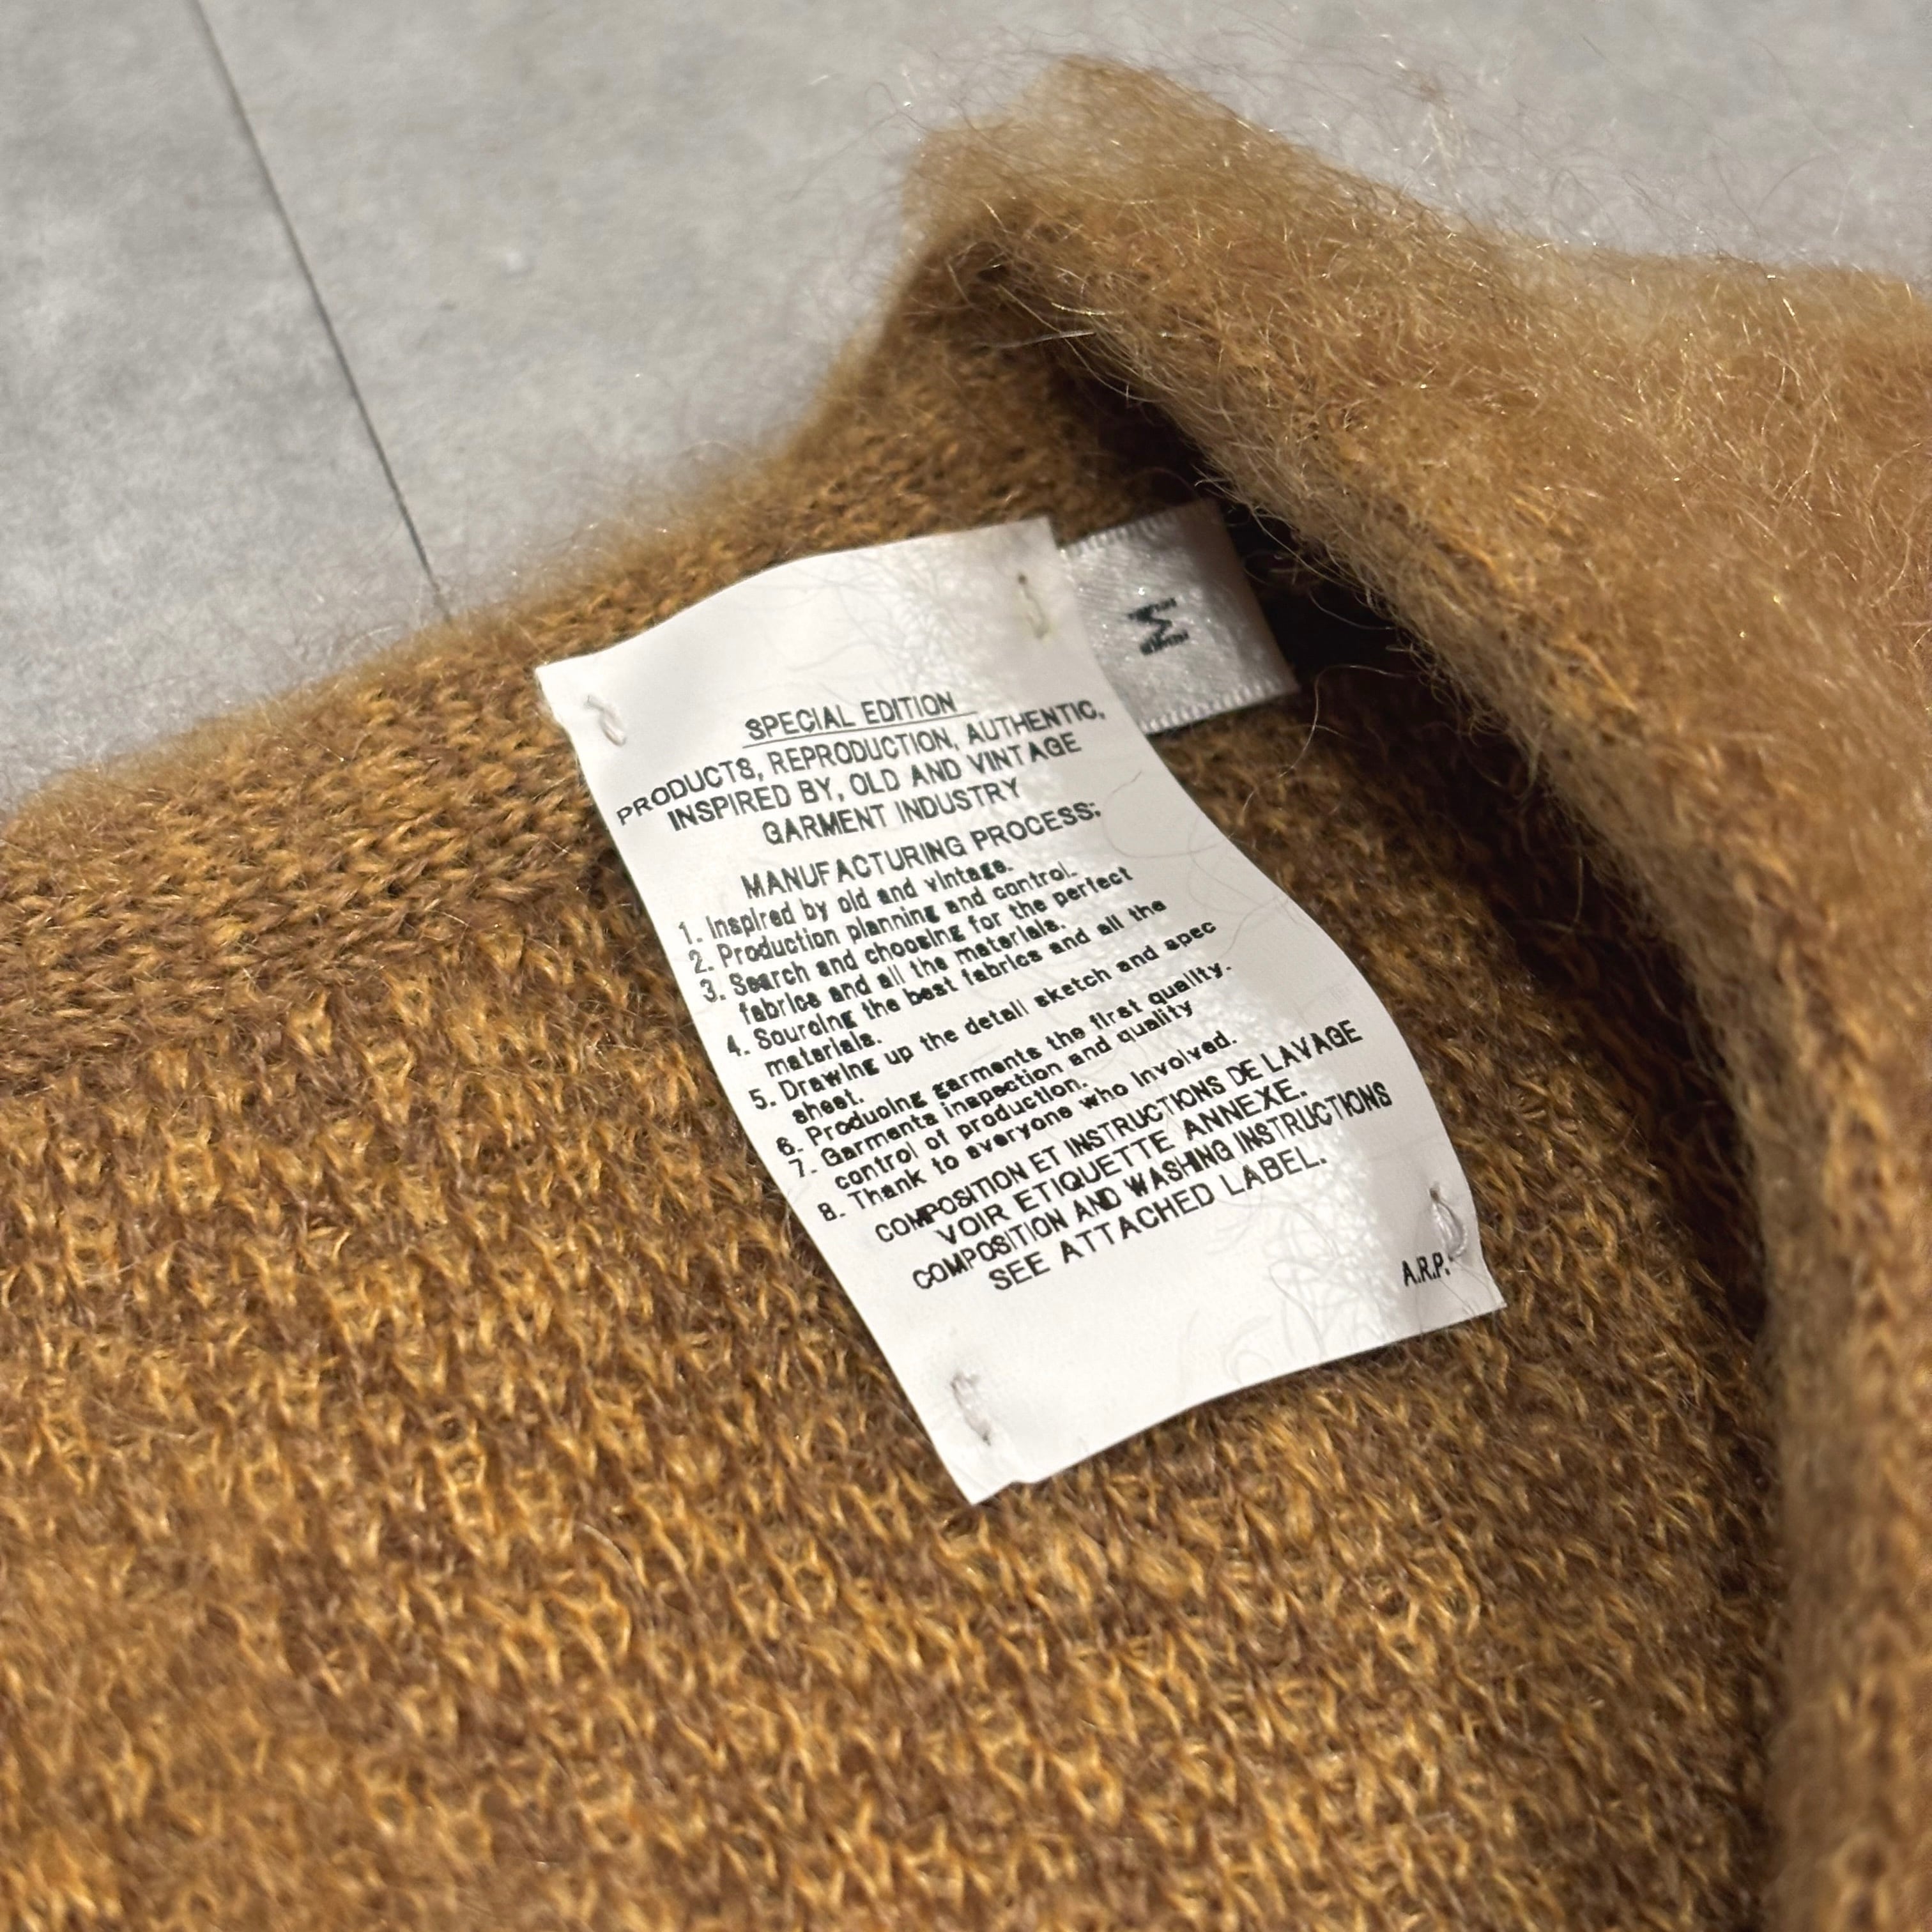 SPECIAL EDITION
PRODUCTS, REPRODUCTION, AUTHENTIC,
INSPIRED BY, OLD AND VINTAGE
GARMENT INDUSTRY
MANUFACTURING PROCESS;
1. Inspired by old and vintage.
2. Production planning and control.
3. Search and choosing for the perfect
fabrics and all the materials.
4. Sourcing the best fabrics and all the
materials.
5. Drawing up the detail sketch and spec
sheet.
6. Producing garments the first quality.
7. Garments inspection and quality
control of production.
8. Thank to everyone who involved.
COMPOSITION ET INSTRUCTIONS DE LAVAGE
VOIR ETIQUETTE ANNEXE.
COMPOSITION AND WASHING INSTRUCTIONS
SEE ATTACHED LABEL.
A.R.P.
M